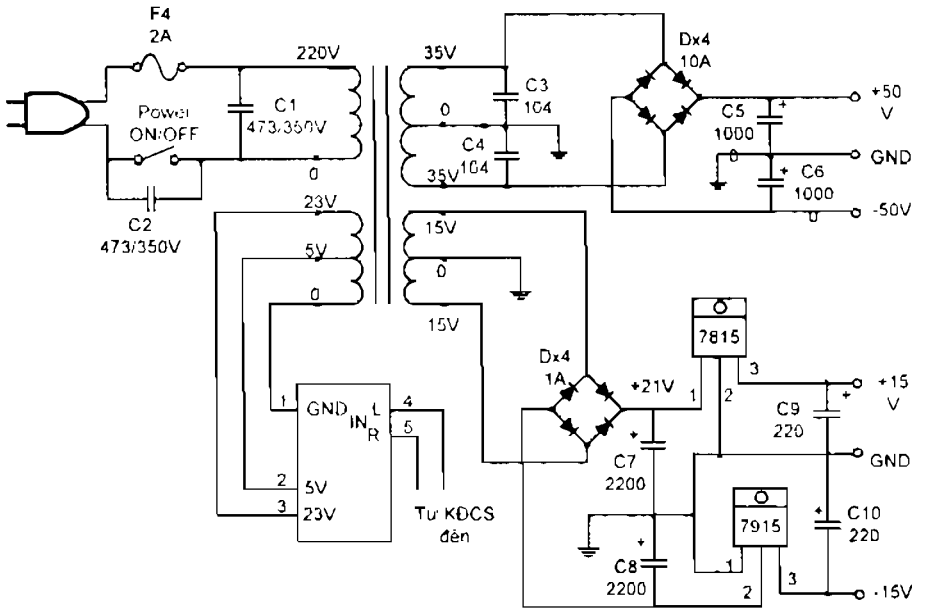 F4
2A
Power
ON/OFF
C1
473/350V
C2
473/350V
220V
0
23V
5V
0
35V
0
35V
C3
104
C4
104
15V
0
15V
Dx4
10A
C5
1000
0
C6
1000
0
+50
V
GND
-50V
Dx4
1A
+21V
7815
1
2
3
C7
2200
C8
2200
7915
1
2
3
C9
220
C10
220
+15
V
GND
-15V
1
GND
IN
L
R
4
5
2
5V
3
23V
Từ KĐCS
đến